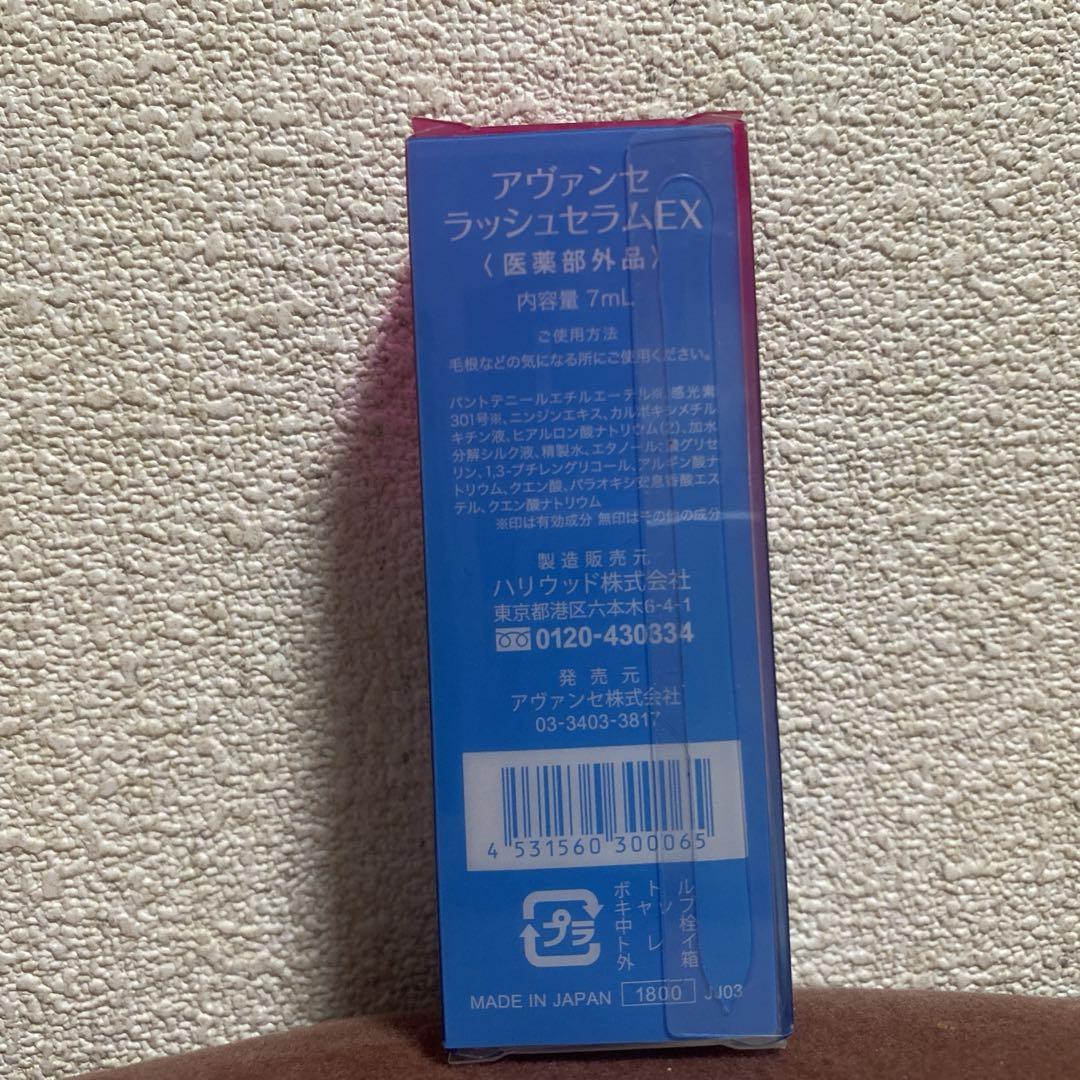 アヴァンセ
ラッシュセラムEX
〈医薬部外品〉
内容量 7mL
ご使用方法
毛根などの気になる所にご使用ください。
パントテニールエチルエーテル※、感光素
301号※、ニンジンエキス、カルボキシメチル
キチン液、ヒアルロン酸ナトリウム(2)、加水
分解シルク液、精製水、エタノール、濃グリセ
リン、1,3-ブチレングリコール、アルギン酸ナ
トリウム、クエン酸、パラオキシ安息香酸エス
テル、クエン酸ナトリウム
※印は有効成分 無印はその他の成分
製造販売元
ハリウッド株式会社
東京都港区六本木6-4-1
0120-430334
発売元
アヴァンセ株式会社
03-3403-3817
4 531560 300065
プラ
ボトル
キャップ
中栓
トレイ
外箱
MADE IN JAPAN 1800 JJ03